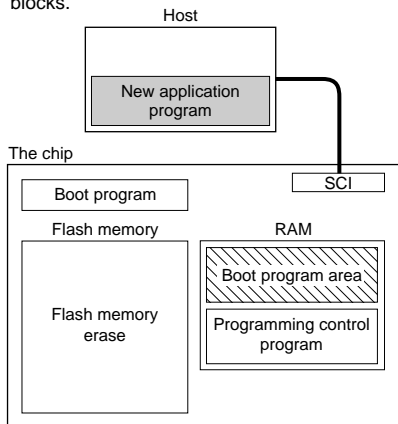 blocks.
Host
New application
program
The chip
SCI
Boot program
Flash memory
RAM
Boot program area
Flash memory
erase
Programming control
program